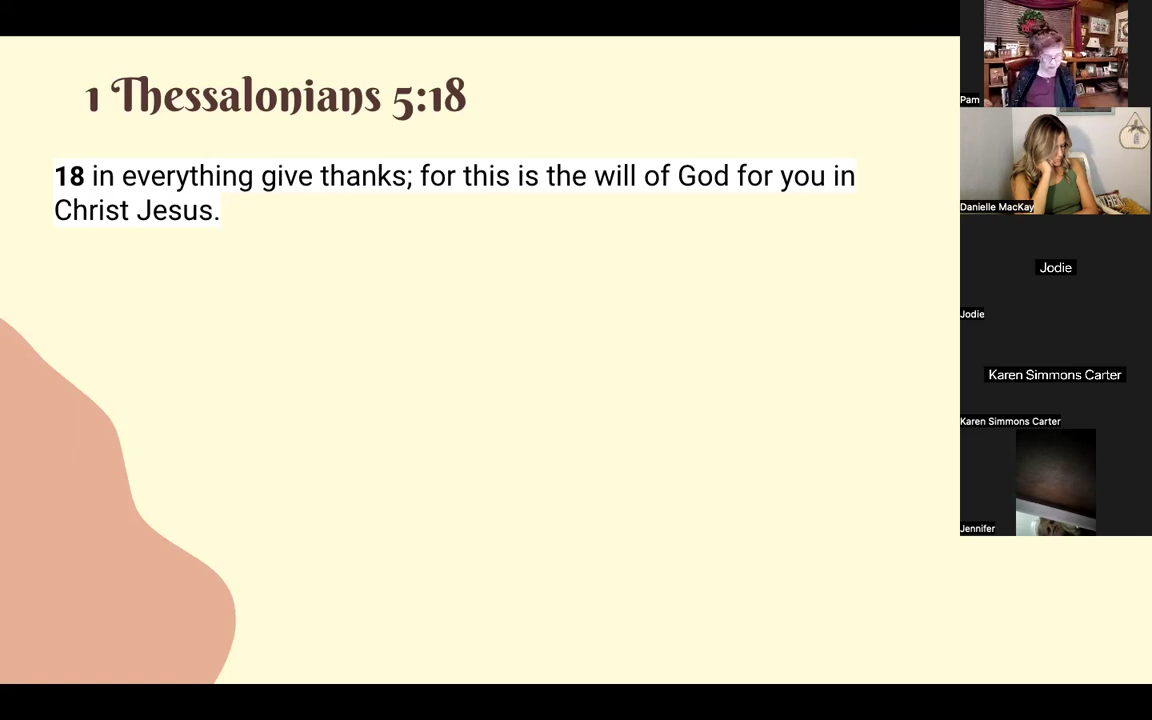 1 Thessalonians 5:18
18 in everything give thanks; for this is the will of God for you in
Christ Jesus.
Pam
Danielle MacKay
Jodie
Jodie
Karen Simmons Carter
Karen Simmons Carter
Jennifer